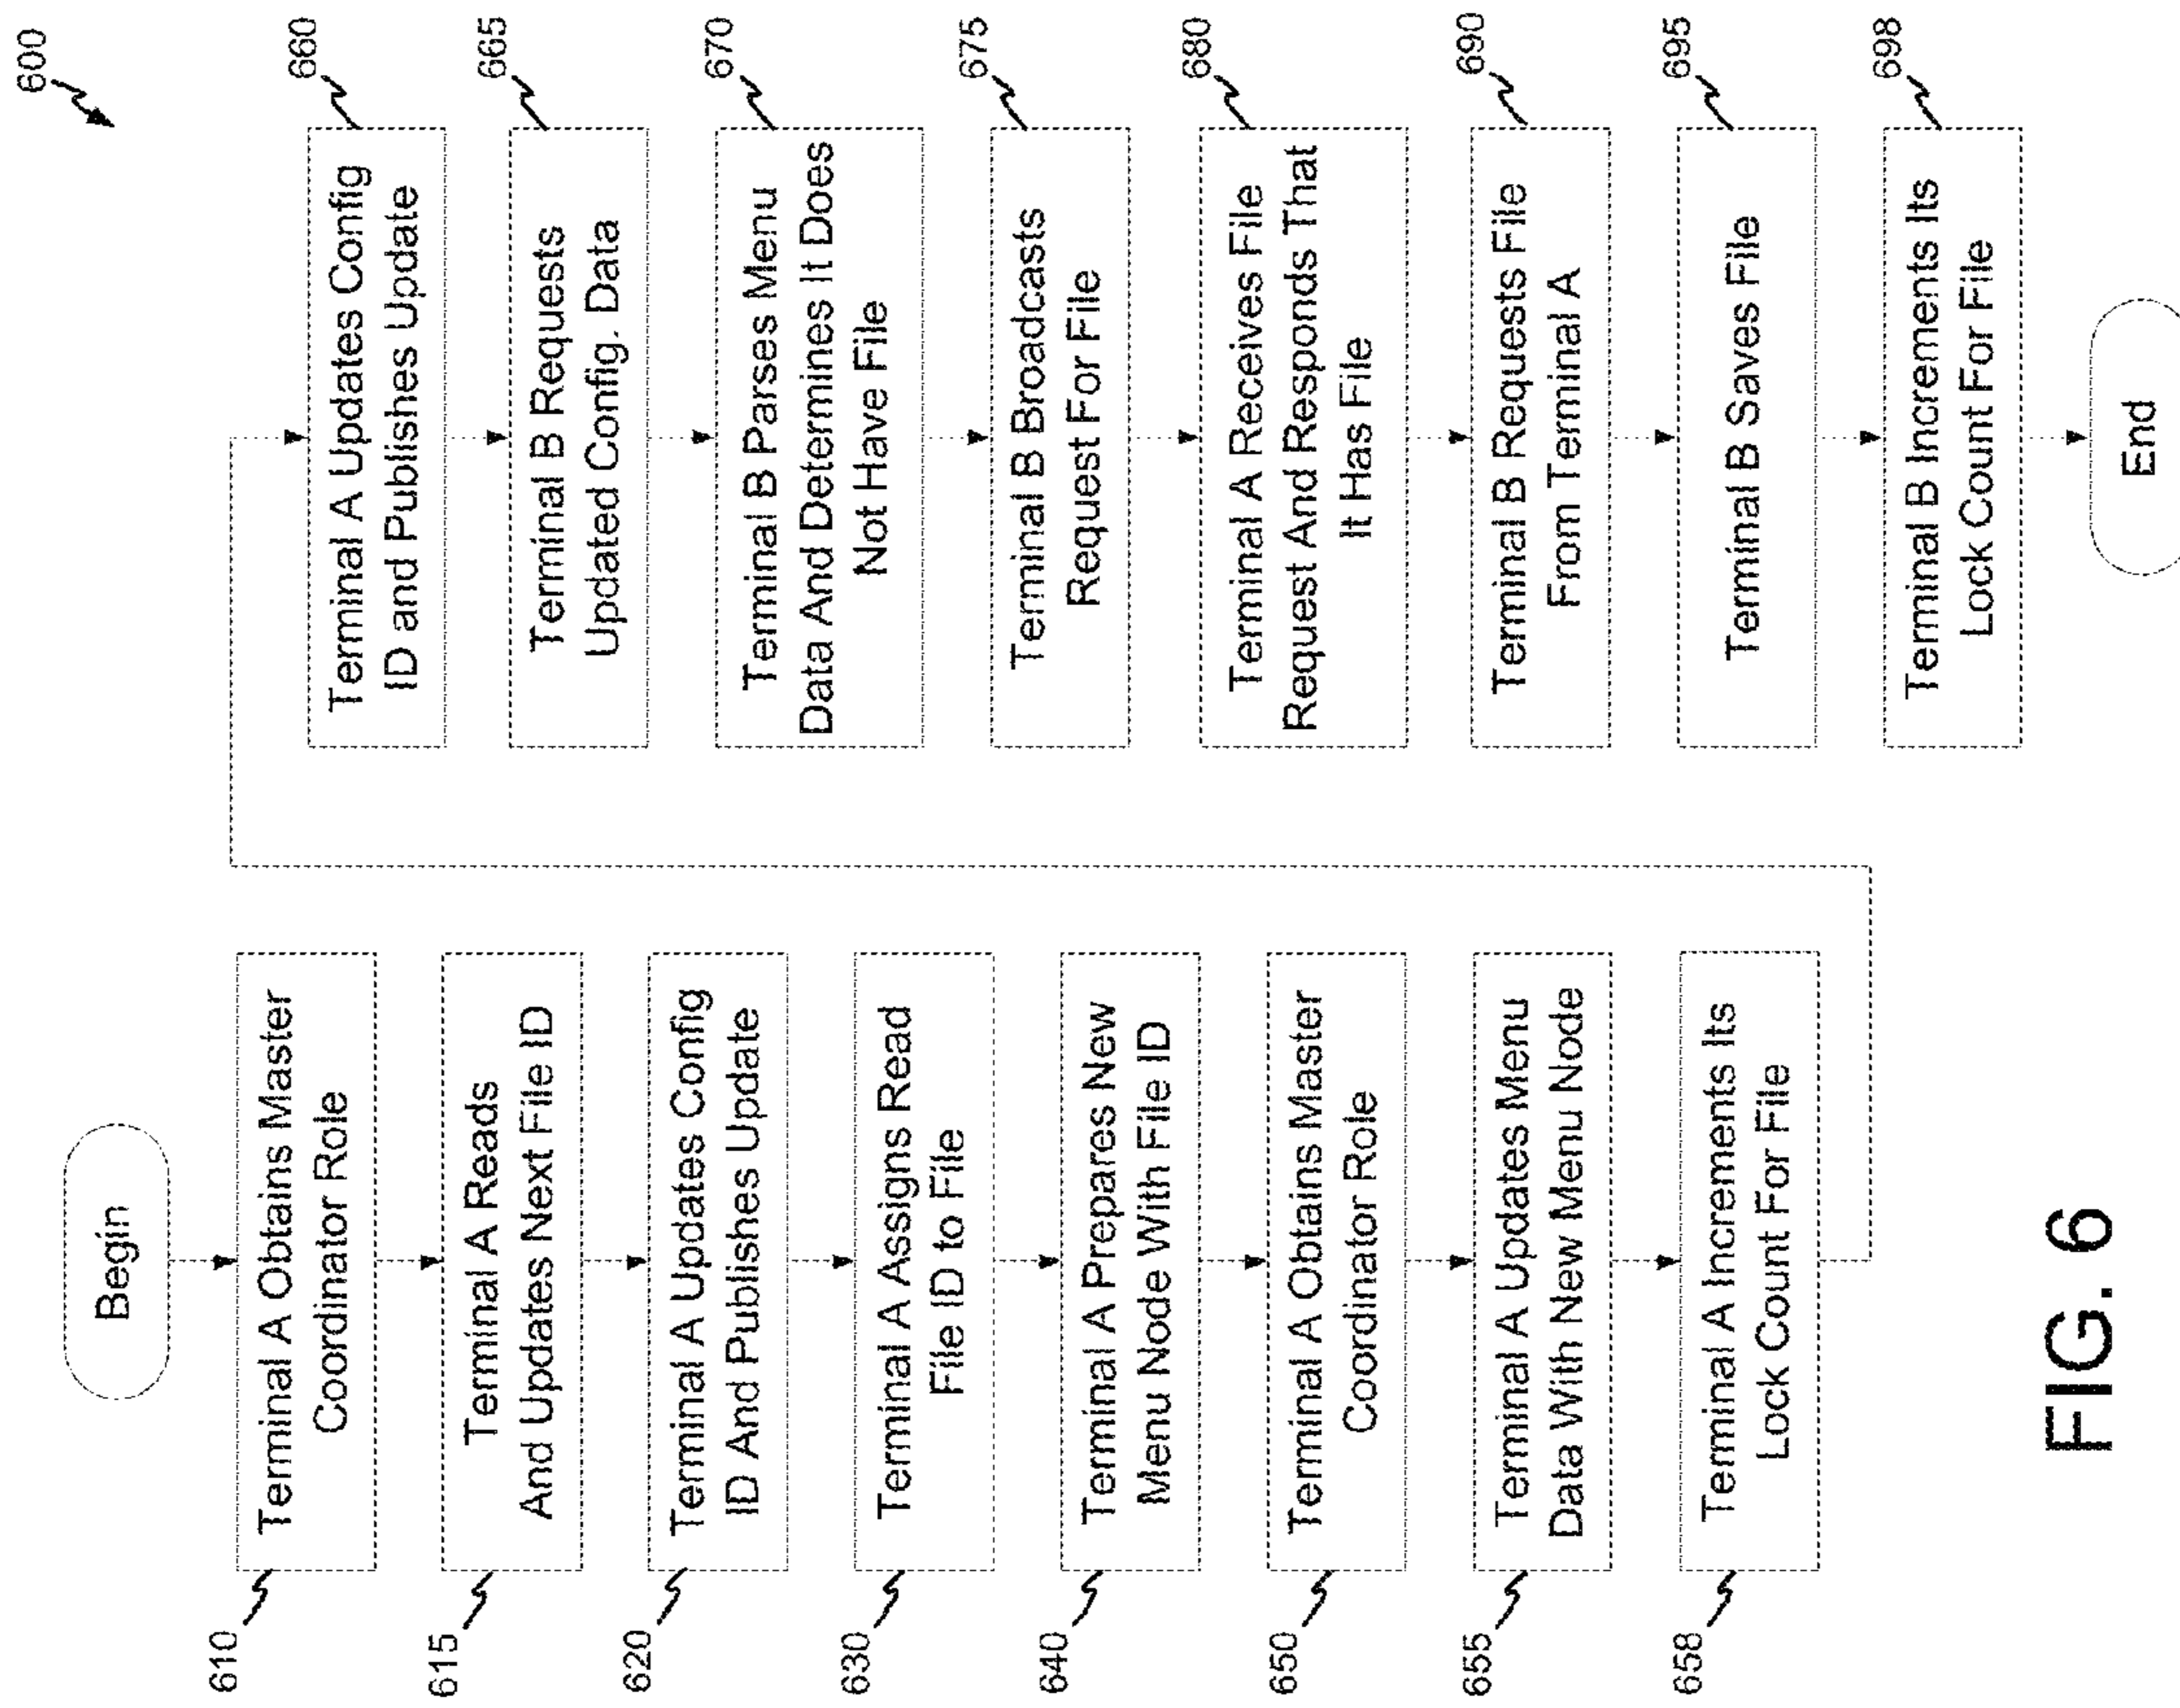 6000
Begin
610
Terminal A Obtains Master
Coordinator Role
615
Terminal A Reads
And Updates Next File ID
620
Terminal A Updates Config
ID And Publishes Update
630
Terminal A Assigns Read
File ID to File
640
Terminal A Prepares New
Menu Node With File ID
650
Terminal A Obtains Master
Coordinator Role
655
Terminal A Updates Menu
Data With New Menu Node
658
Terminal A Increments Its
Lock Count For File
660
Terminal A Updates Config
ID and Publishes Update
665
Terminal B Requests
Updated Config. Data
670
Terminal B Parses Menu
Data And Determines It Does
Not Have File
675
Terminal B Broadcasts
Request For File
680
Terminal A Receives File
Request And Responds That
It Has File
690
Terminal B Requests File
From Terminal A
695
Terminal B Saves File
698
Terminal B Increments Its
Lock Count For File
End
FIG. 6